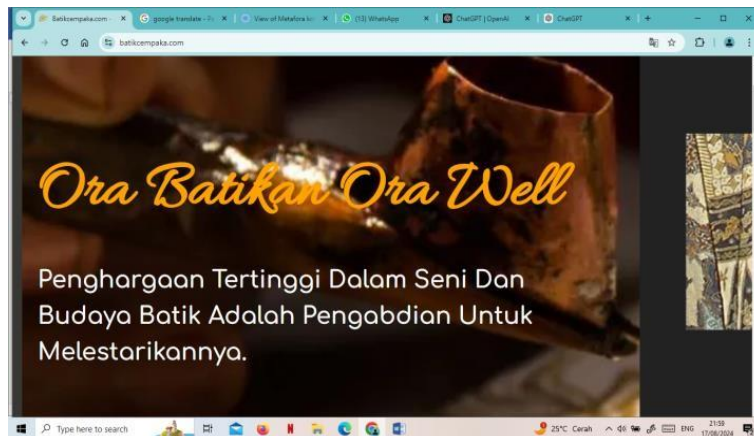 Batikcempaka.com -
google translate - Pe
View of Metafora ko
(13) WhatsApp
ChatGPT | OpenAI
ChatGPT
batikcempaka.com
Ora Batikan Ora Well
Penghargaan Tertinggi Dalam Seni Dan
Budaya Batik Adalah Pengabdian Untuk
Melestarikannya.
Type here to search
25°C Cerah
ENG
21:59
17/08/2024